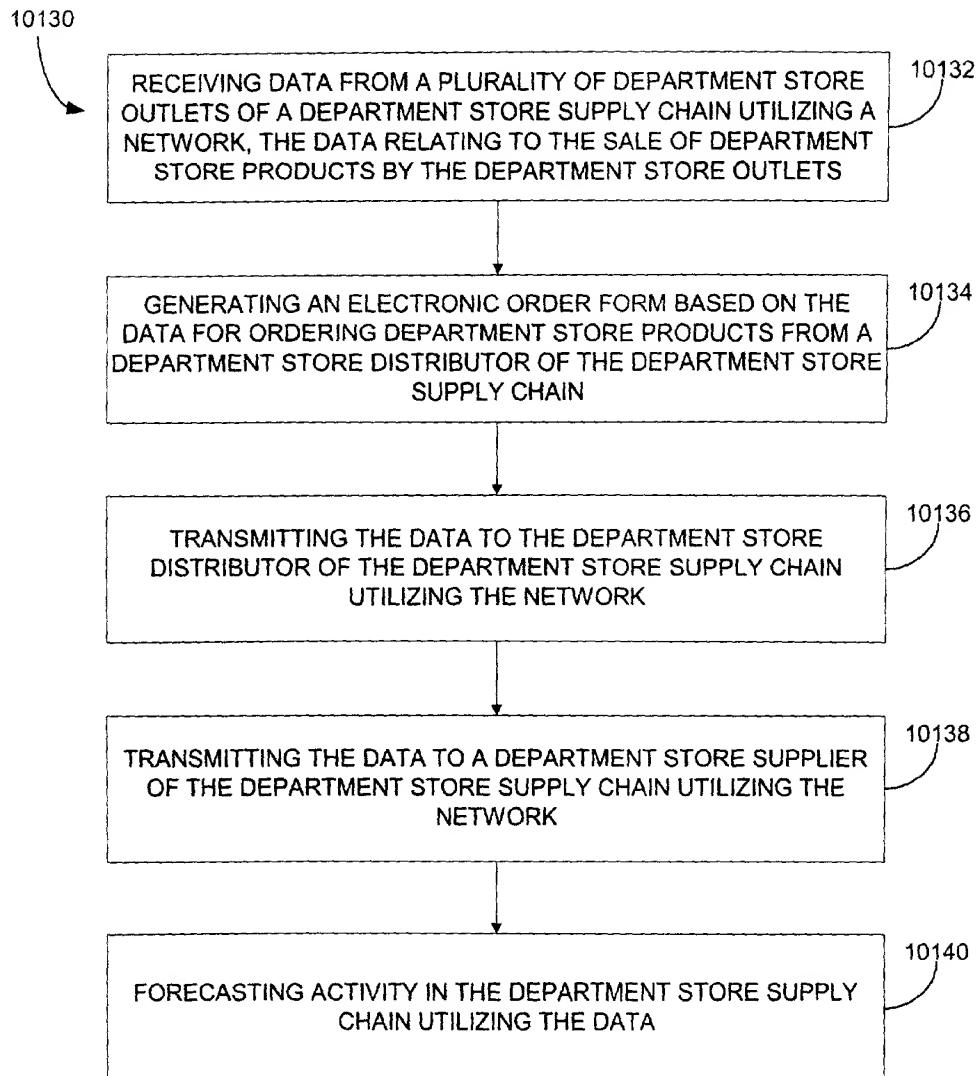 10130
RECEIVING DATA FROM A PLURALITY OF DEPARTMENT STORE
OUTLETS OF A DEPARTMENT STORE SUPPLY CHAIN UTILIZING A
NETWORK, THE DATA RELATING TO THE SALE OF DEPARTMENT
STORE PRODUCTS BY THE DEPARTMENT STORE OUTLETS
10132
GENERATING AN ELECTRONIC ORDER FORM BASED ON THE
DATA FOR ORDERING DEPARTMENT STORE PRODUCTS FROM A
DEPARTMENT STORE DISTRIBUTOR OF THE DEPARTMENT STORE
SUPPLY CHAIN
10134
TRANSMITTING THE DATA TO THE DEPARTMENT STORE
DISTRIBUTOR OF THE DEPARTMENT STORE SUPPLY CHAIN
UTILIZING THE NETWORK
10136
TRANSMITTING THE DATA TO A DEPARTMENT STORE SUPPLIER
OF THE DEPARTMENT STORE SUPPLY CHAIN UTILIZING THE
NETWORK
10138
FORECASTING ACTIVITY IN THE DEPARTMENT STORE SUPPLY
CHAIN UTILIZING THE DATA
10140